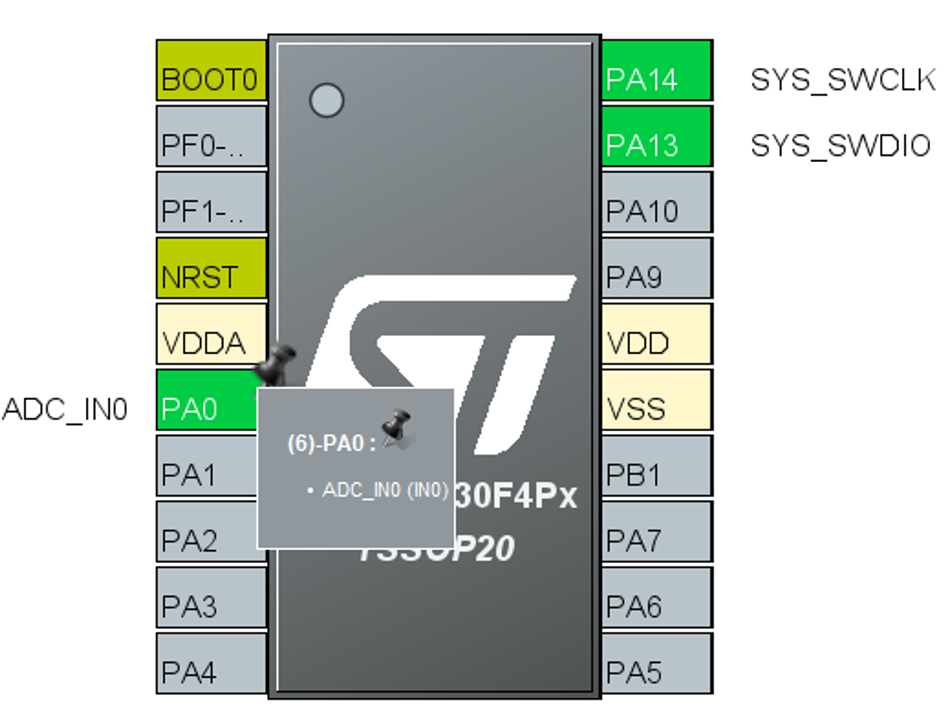 BOOT0
PF0-..
PF1-..
NRST
VDDA
ADC_IN0 PA0
PA1
PA2
PA3
PA4
(6)-PA0 :
• ADC_IN0 (IN0)
30F4Px
TSSOP20
PA14 SYS_SWCLK
PA13 SYS_SWDIO
PA10
PA9
VDD
VSS
PB1
PA7
PA6
PA5